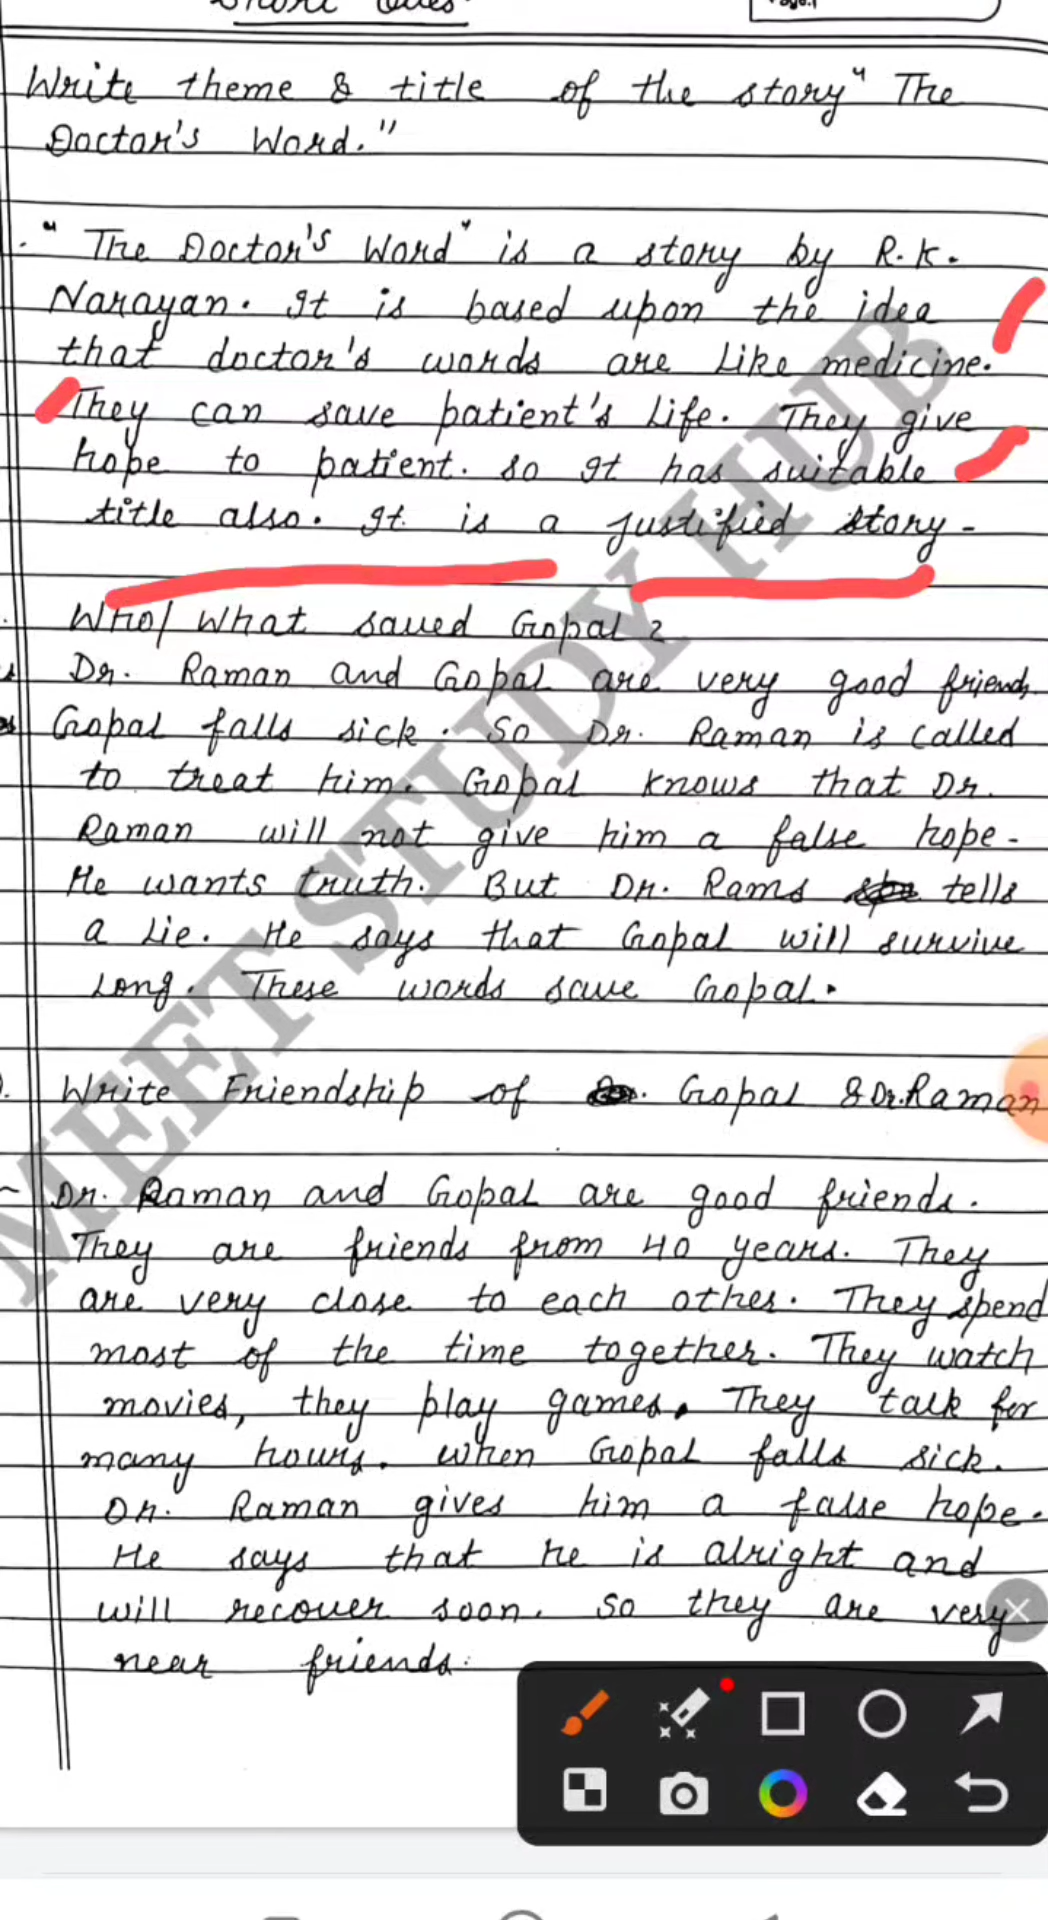 Short Ques.
Page.1
Write theme & title of the story "The
Doctor's Word."
"The Doctor's Word" is a story by R.K.
Narayan. It is based upon the idea
that doctor's words are like medicine.
They can save patient's life. They give
hope to patient. So It has suitable
title also. It is a justified story.
Who/What saved Gopal?
Dr. Raman and Gopal are very good friends.
Gopal falls sick. So Dr. Raman is called
to treat him. Gopal knows that Dr.
Raman will not give him a false hope.
He wants truth. But Dr. Rams tells
a lie. He says that Gopal will survive
long. These words save Gopal.
Write Friendship of Gopal & Dr. Raman
Dr. Raman and Gopal are good friends.
They are friends from 40 years. They
are very close to each other. They spend
most of the time together. They watch
movies, they play games. They talk for
many hours. When Gopal falls sick.
Dr. Raman gives him a false hope.
He says that he is alright and
will recover soon. So they are very
near friends.
MEET STUDY HUB